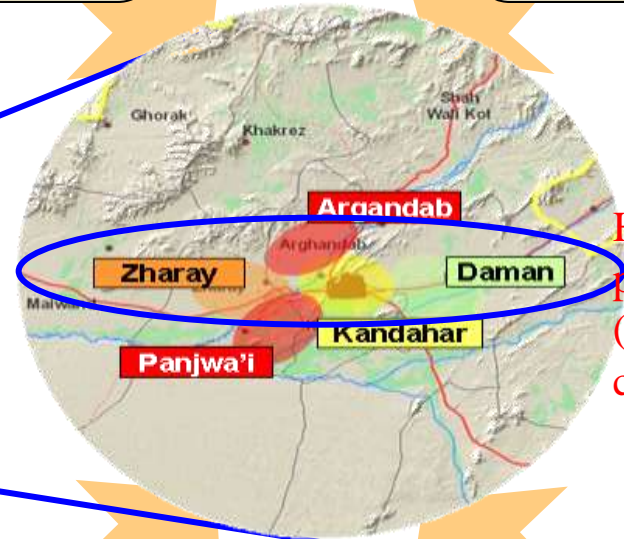 Ghorak
Khakrez
Shah
Wali Kot
Argandab
Arghandab
Zharay
Daman
Maiwand
Kandahar
Panjwa'i
(